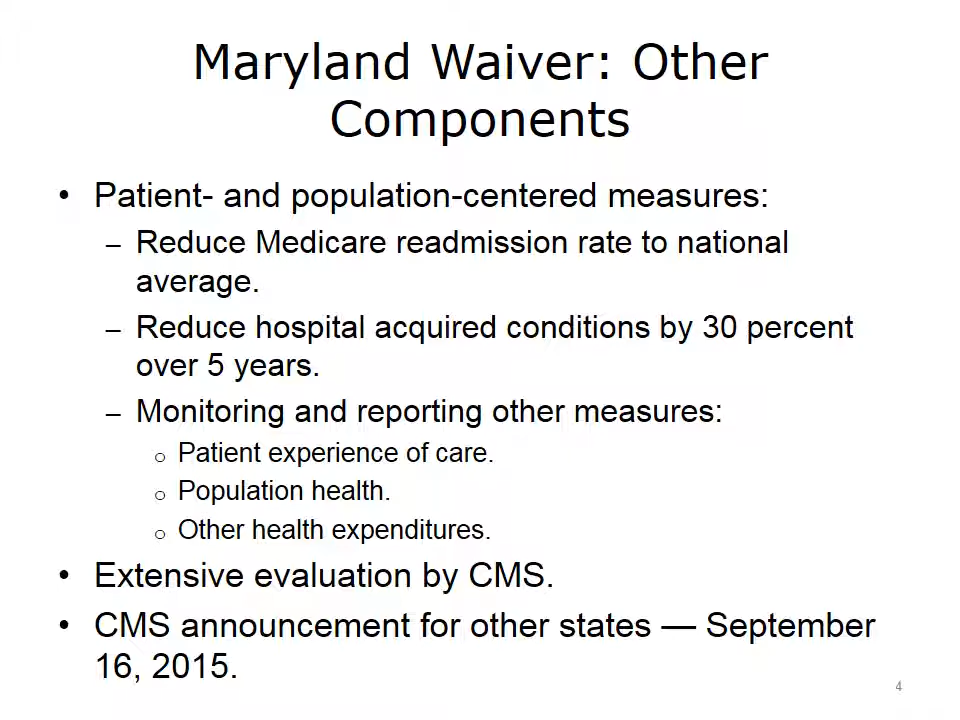 Maryland Waiver: Other
Components
• Patient- and population-centered measures:
– Reduce Medicare readmission rate to national
average.
– Reduce hospital acquired conditions by 30 percent
over 5 years.
– Monitoring and reporting other measures:
o Patient experience of care.
o Population health.
o Other health expenditures.
• Extensive evaluation by CMS.
• CMS announcement for other states — September
16, 2015.
4